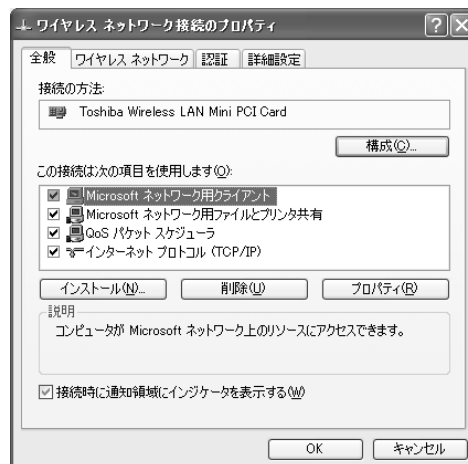 ワイヤレス ネットワーク接続のプロパティ
全般 ワイヤレス ネットワーク 認証 詳細設定
接続の方法:
Toshiba Wireless LAN Mini PCI Card
構成(C)...
この接続は次の項目を使用します(O):
Microsoft ネットワーク用クライアント
Microsoft ネットワーク用ファイルとプリンタ共有
QoS パケット スケジューラ
インターネット プロトコル (TCP/IP)
インストール(N)... 削除(U) プロパティ(R)
説明
コンピュータが Microsoft ネットワーク上のリソースにアクセスできます。
接続時に通知領域にインジケータを表示する(W)
OK キャンセル